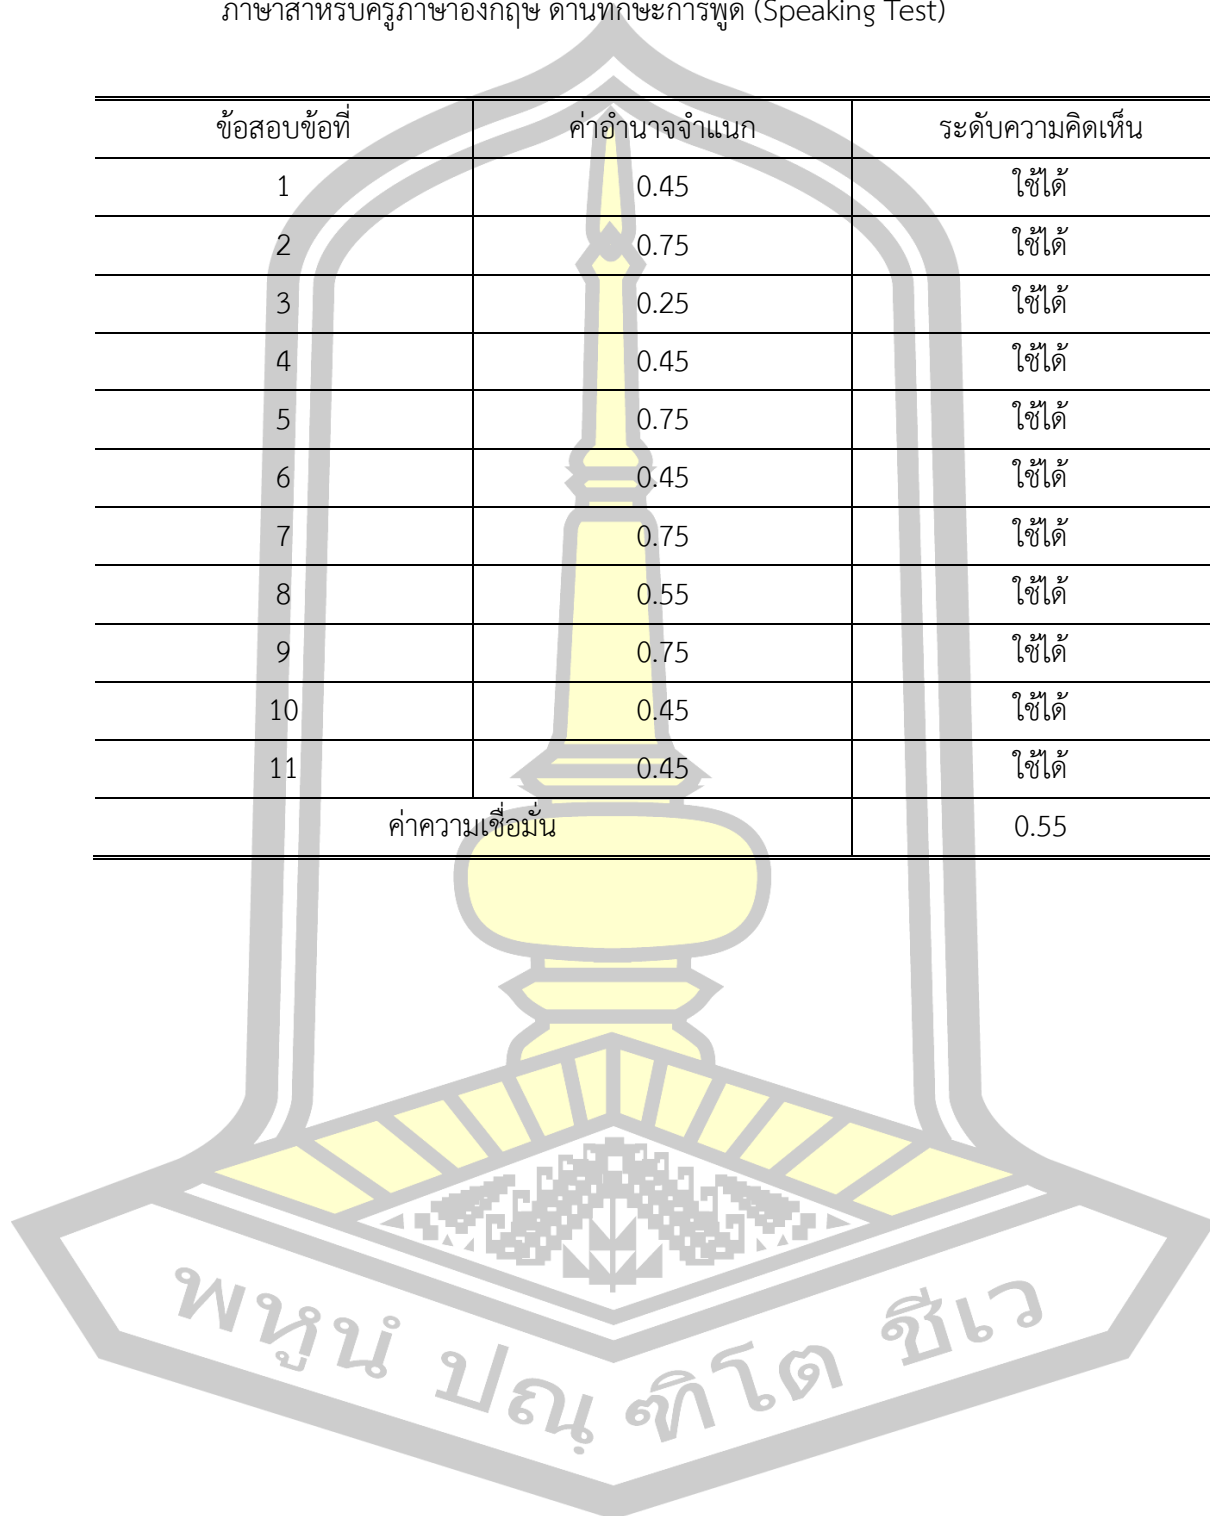 ภาษาสำหรับครูภาษาอังกฤษ ด้านทักษะการพูด (Speaking Test)
ข้อสอบข้อที่ ค่าอำนาจจำแนก ระดับความคิดเห็น
1 0.45 ใช้ได้
2 0.75 ใช้ได้
3 0.25 ใช้ได้
4 0.45 ใช้ได้
5 0.75 ใช้ได้
6 0.45 ใช้ได้
7 0.75 ใช้ได้
8 0.55 ใช้ได้
9 0.75 ใช้ได้
10 0.45 ใช้ได้
11 0.45 ใช้ได้
ค่าความเชื่อมั่น 0.55
พหูนํ ปณฺฑิโต ชีเว